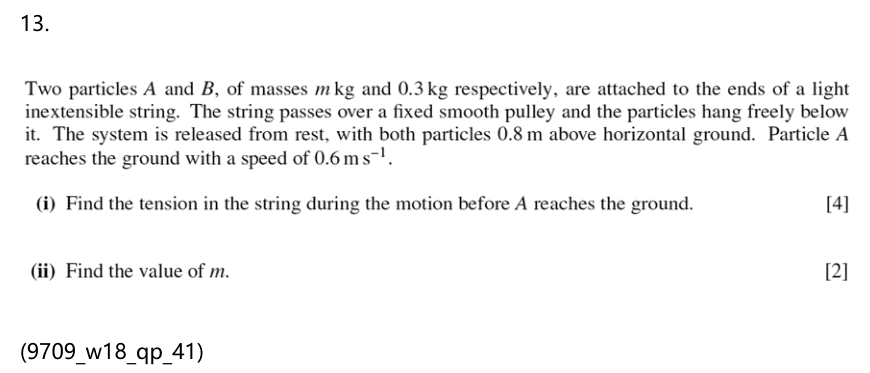 13.
Two particles A and B, of masses m kg and 0.3 kg respectively, are attached to the ends of a light
inextensible string. The string passes over a fixed smooth pulley and the particles hang freely below
it. The system is released from rest, with both particles 0.8 m above horizontal ground. Particle A
reaches the ground with a speed of 0.6 m s⁻¹.
(i) Find the tension in the string during the motion before A reaches the ground. [4]
(ii) Find the value of m. [2]
(9709_w18_qp_41)